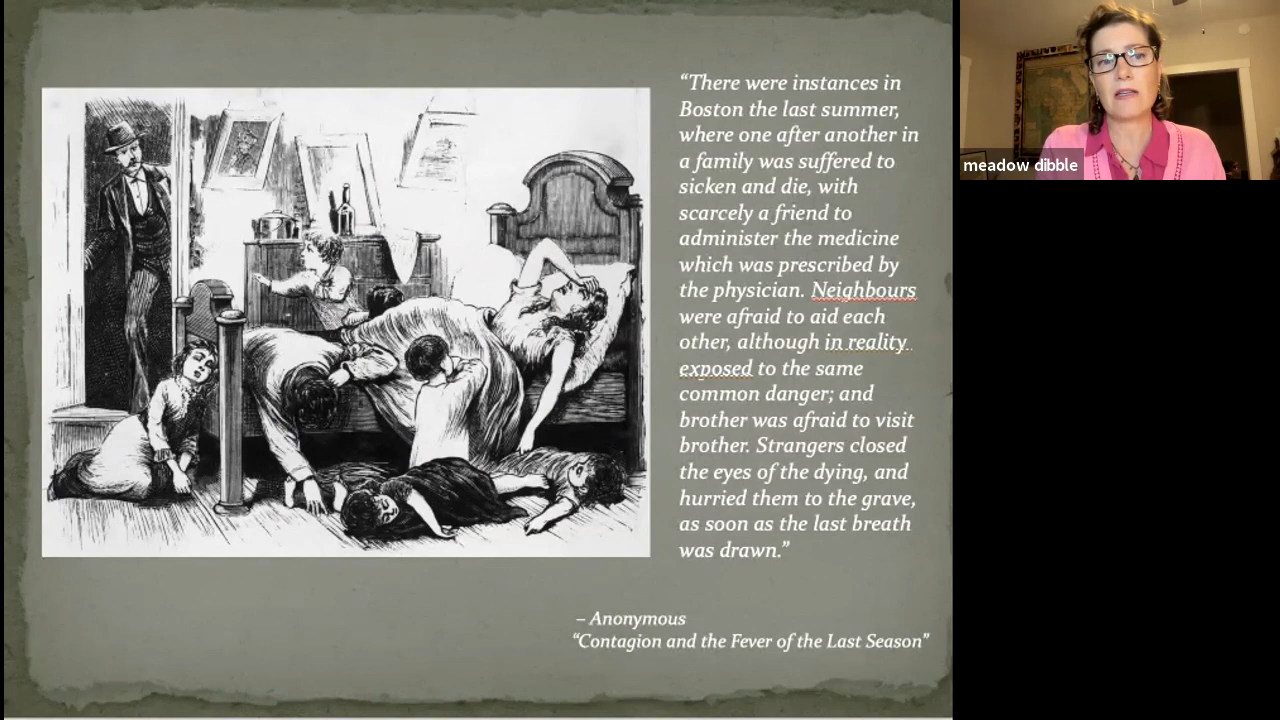 “There were instances in
Boston the last summer,
where one after another in
a family was suffered to
sicken and die, with
scarcely a friend to
administer the medicine
which was prescribed by
the physician. Neighbours
were afraid to aid each
other, although in reality
exposed to the same
common danger; and
brother was afraid to visit
brother. Strangers closed
the eyes of the dying, and
hurried them to the grave,
as soon as the last breath
was drawn.”
– Anonymous
“Contagion and the Fever of the Last Season”
meadow dibble